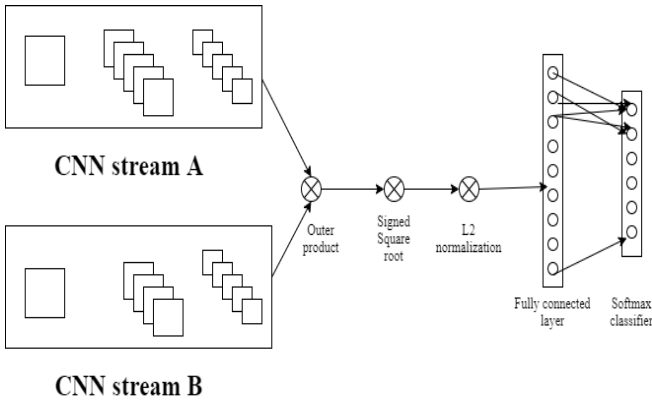 CNN stream A
Outer
product
Signed
Square
root
L2
normalization
Fully connected
layer
Softmax
classifier
CNN stream B